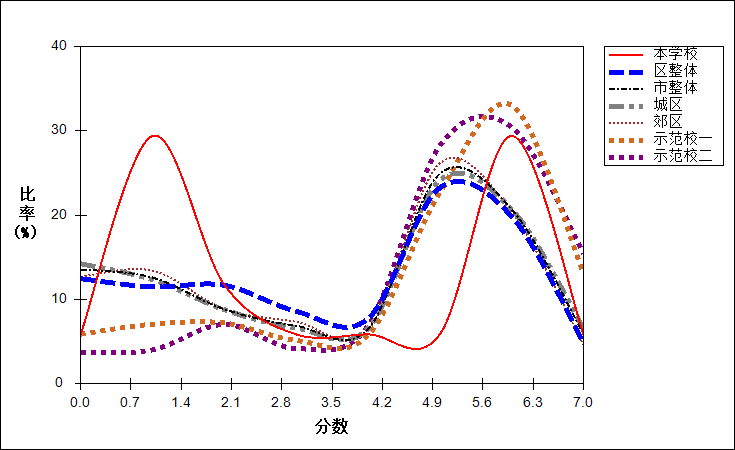 40
30
20
10
0
比率(%)
0.0 0.7 1.4 2.1 2.8 3.5 4.2 4.9 5.6 6.3 7.0
分数
本学校
区整体
市整体
城区
郊区
示范校一
示范校二